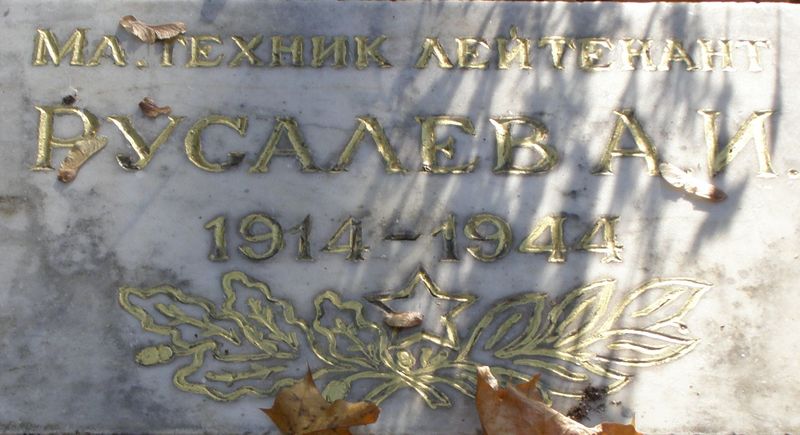 Мл. техник лейтенант
Русалев А.И.
1914-1944